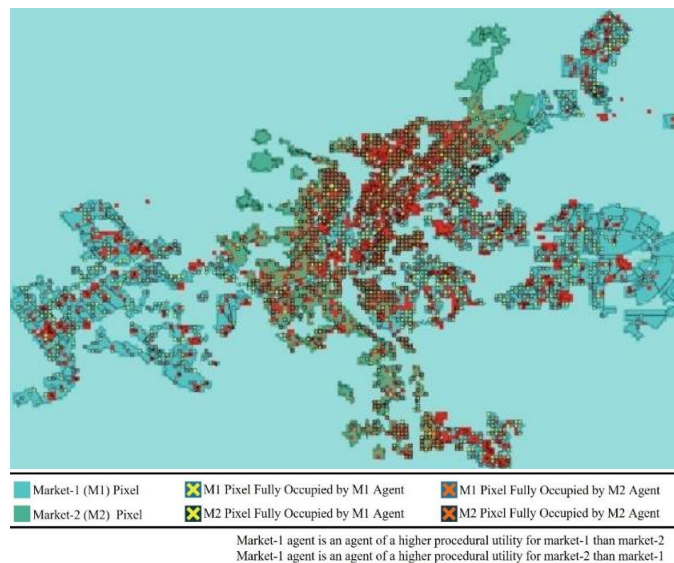 Market-1 (M1) Pixel
M1 Pixel Fully Occupied by M1 Agent
M1 Pixel Fully Occupied by M2 Agent
Market-2 (M2) Pixel
M2 Pixel Fully Occupied by M1 Agent
M2 Pixel Fully Occupied by M2 Agent
Market-1 agent is an agent of a higher procedural utility for market-1 than market-2
Market-1 agent is an agent of a higher procedural utility for market-2 than market-1